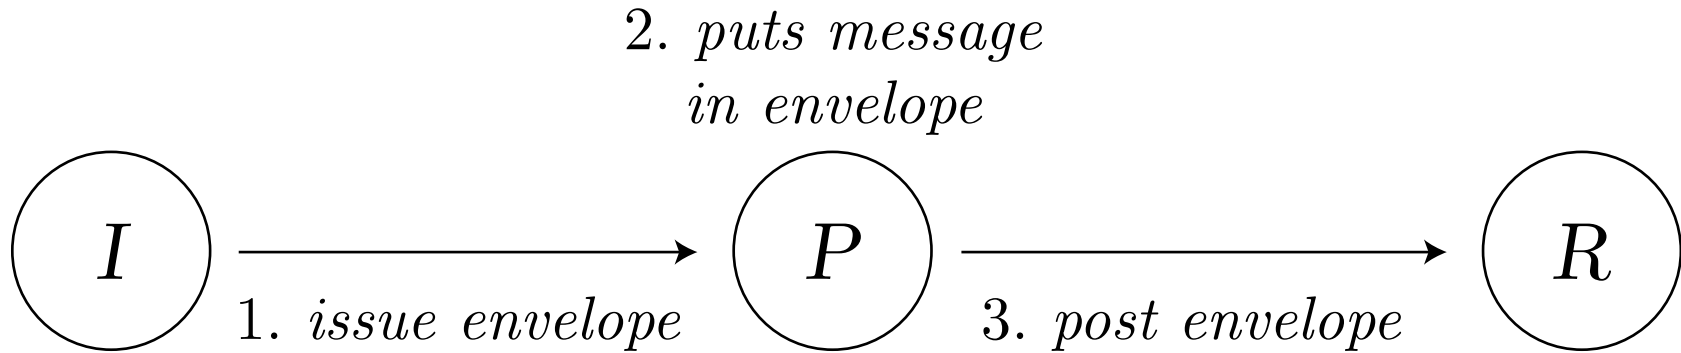 2. puts message
in envelope
I
P
R
1. issue envelope
3. post envelope